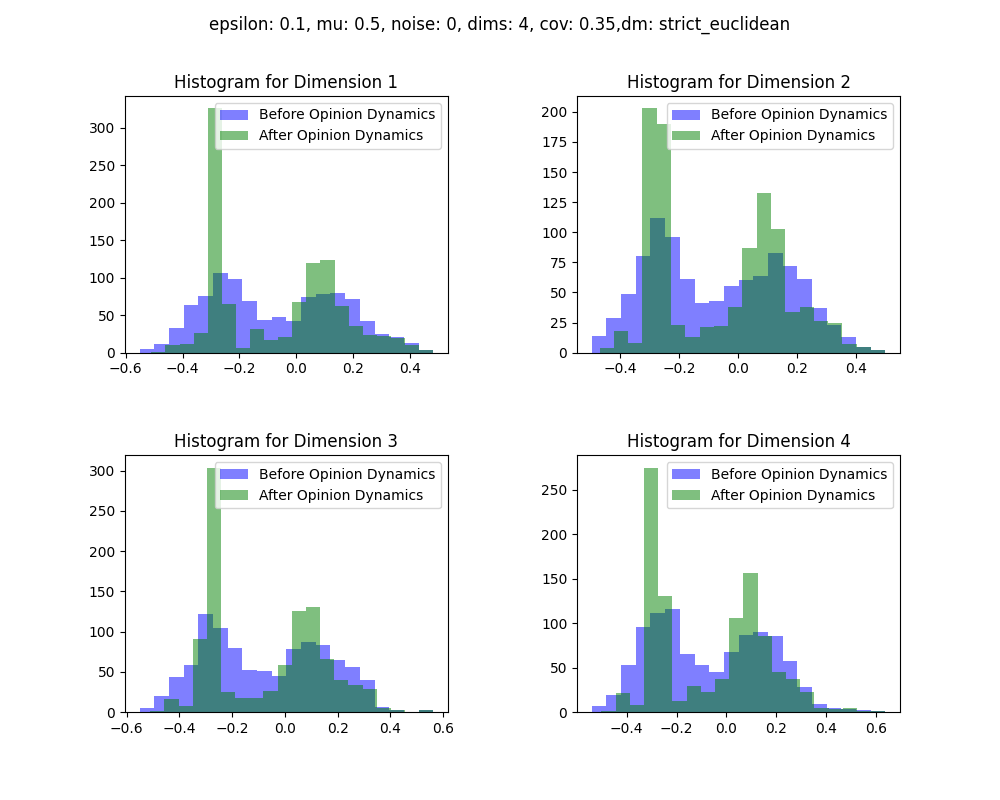 epsilon: 0.1, mu: 0.5, noise: 0, dims: 4, cov: 0.35,dm: strict_euclidean
Histogram for Dimension 1
Before Opinion Dynamics
After Opinion Dynamics
300
250
200
150
100
50
0
−0.6 −0.4 −0.2 0.0 0.2 0.4
Histogram for Dimension 2
Before Opinion Dynamics
After Opinion Dynamics
200
175
150
125
100
75
50
25
0
−0.4 −0.2 0.0 0.2 0.4
Histogram for Dimension 3
Before Opinion Dynamics
After Opinion Dynamics
300
250
200
150
100
50
0
−0.6 −0.4 −0.2 0.0 0.2 0.4 0.6
Histogram for Dimension 4
Before Opinion Dynamics
After Opinion Dynamics
250
200
150
100
50
0
−0.4 −0.2 0.0 0.2 0.4 0.6